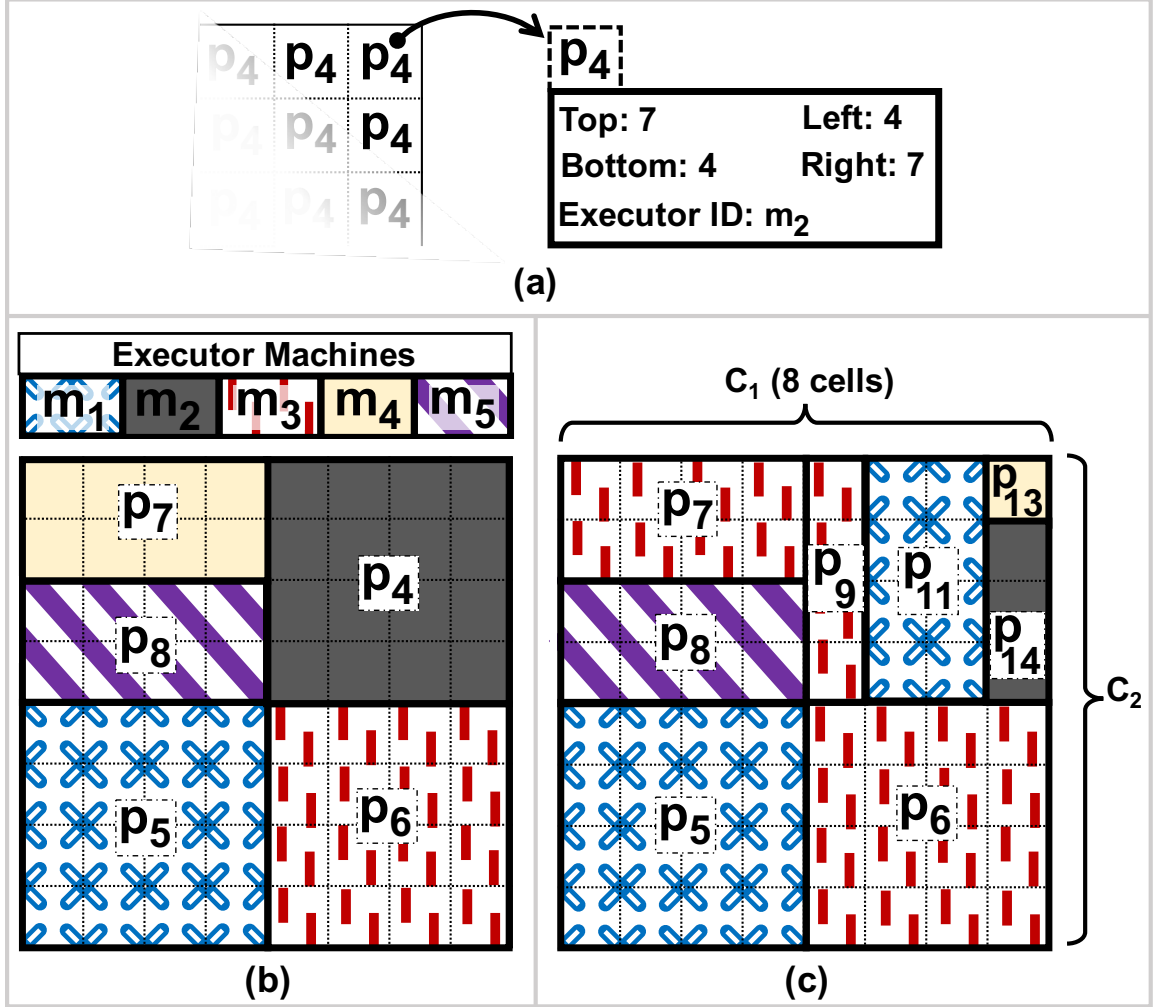 p4 p4 p4 p4
p4 p4 p4
p4 p4 p4
Top: 7 Left: 4
Bottom: 4 Right: 7
Executor ID: m2
(a)
Executor Machines
m1 m2 m3 m4 m5
p7
p4
p8
p5
p6
(b)
C1 (8 cells)
p7
p13
p9
p11
p8
p14
C2
p5
p6
(c)